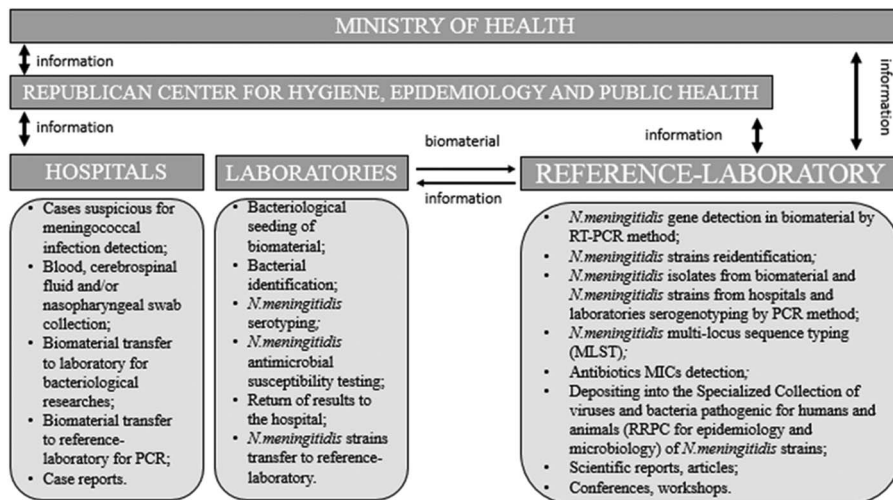 MINISTRY OF HEALTH
information
information
REPUBLICAN CENTER FOR HYGIENE, EPIDEMIOLOGY AND PUBLIC HEALTH
information
information
biomaterial
information
HOSPITALS
• Cases suspicious for
meningococcal
infection detection;
• Blood, cerebrospinal
fluid and/or
nasopharyngeal swab
collection;
• Biomaterial transfer
to laboratory for
bacteriological
researches;
• Biomaterial transfer
to reference-
laboratory for PCR;
• Case reports.
LABORATORIES
• Bacteriological
seeding of
biomaterial;
• Bacterial
identification;
• N.meningitidis
serotyping;
• N.meningitidis
antimicrobial
susceptibility testing;
• Return of results to
the hospital;
• N.meningitidis strains
transfer to reference-
laboratory.
REFERENCE-LABORATORY
• N.meningitidis gene detection in biomaterial by
RT-PCR method;
• N.meningitidis strains reidentification;
• N.meningitidis isolates from biomaterial and
N.meningitidis strains from hospitals and
laboratories serogenotyping by PCR method;
• N.meningitidis multi-locus sequence typing
(MLST);
• Antibiotics MICs detection;
• Depositing into the Specialized Collection of
viruses and bacteria pathogenic for humans and
animals (RRPC for epidemiology and
microbiology) of N.meningitidis strains;
• Scientific reports, articles;
• Conferences, workshops.